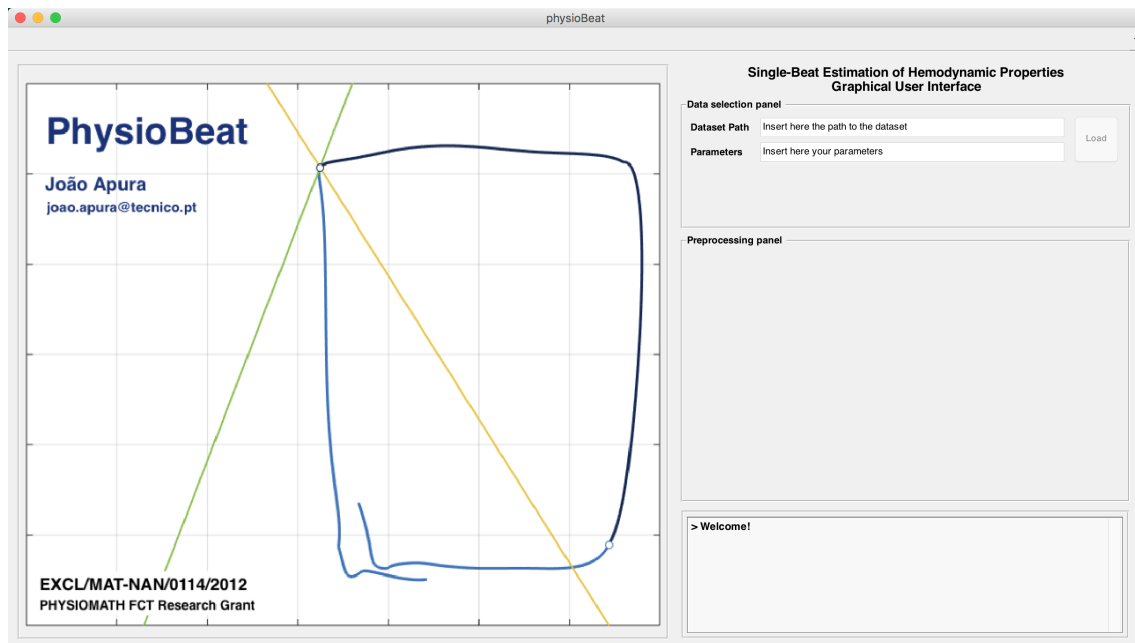 physioBeat
PhysioBeat
João Apura
joao.apura@tecnico.pt
EXCL/MAT-NAN/0114/2012
PHYSIOMATH FCT Research Grant
Single-Beat Estimation of Hemodynamic Properties
Graphical User Interface
Data selection panel
Dataset Path
Insert here the path to the dataset
Load
Parameters
Insert here your parameters
Preprocessing panel
> Welcome!